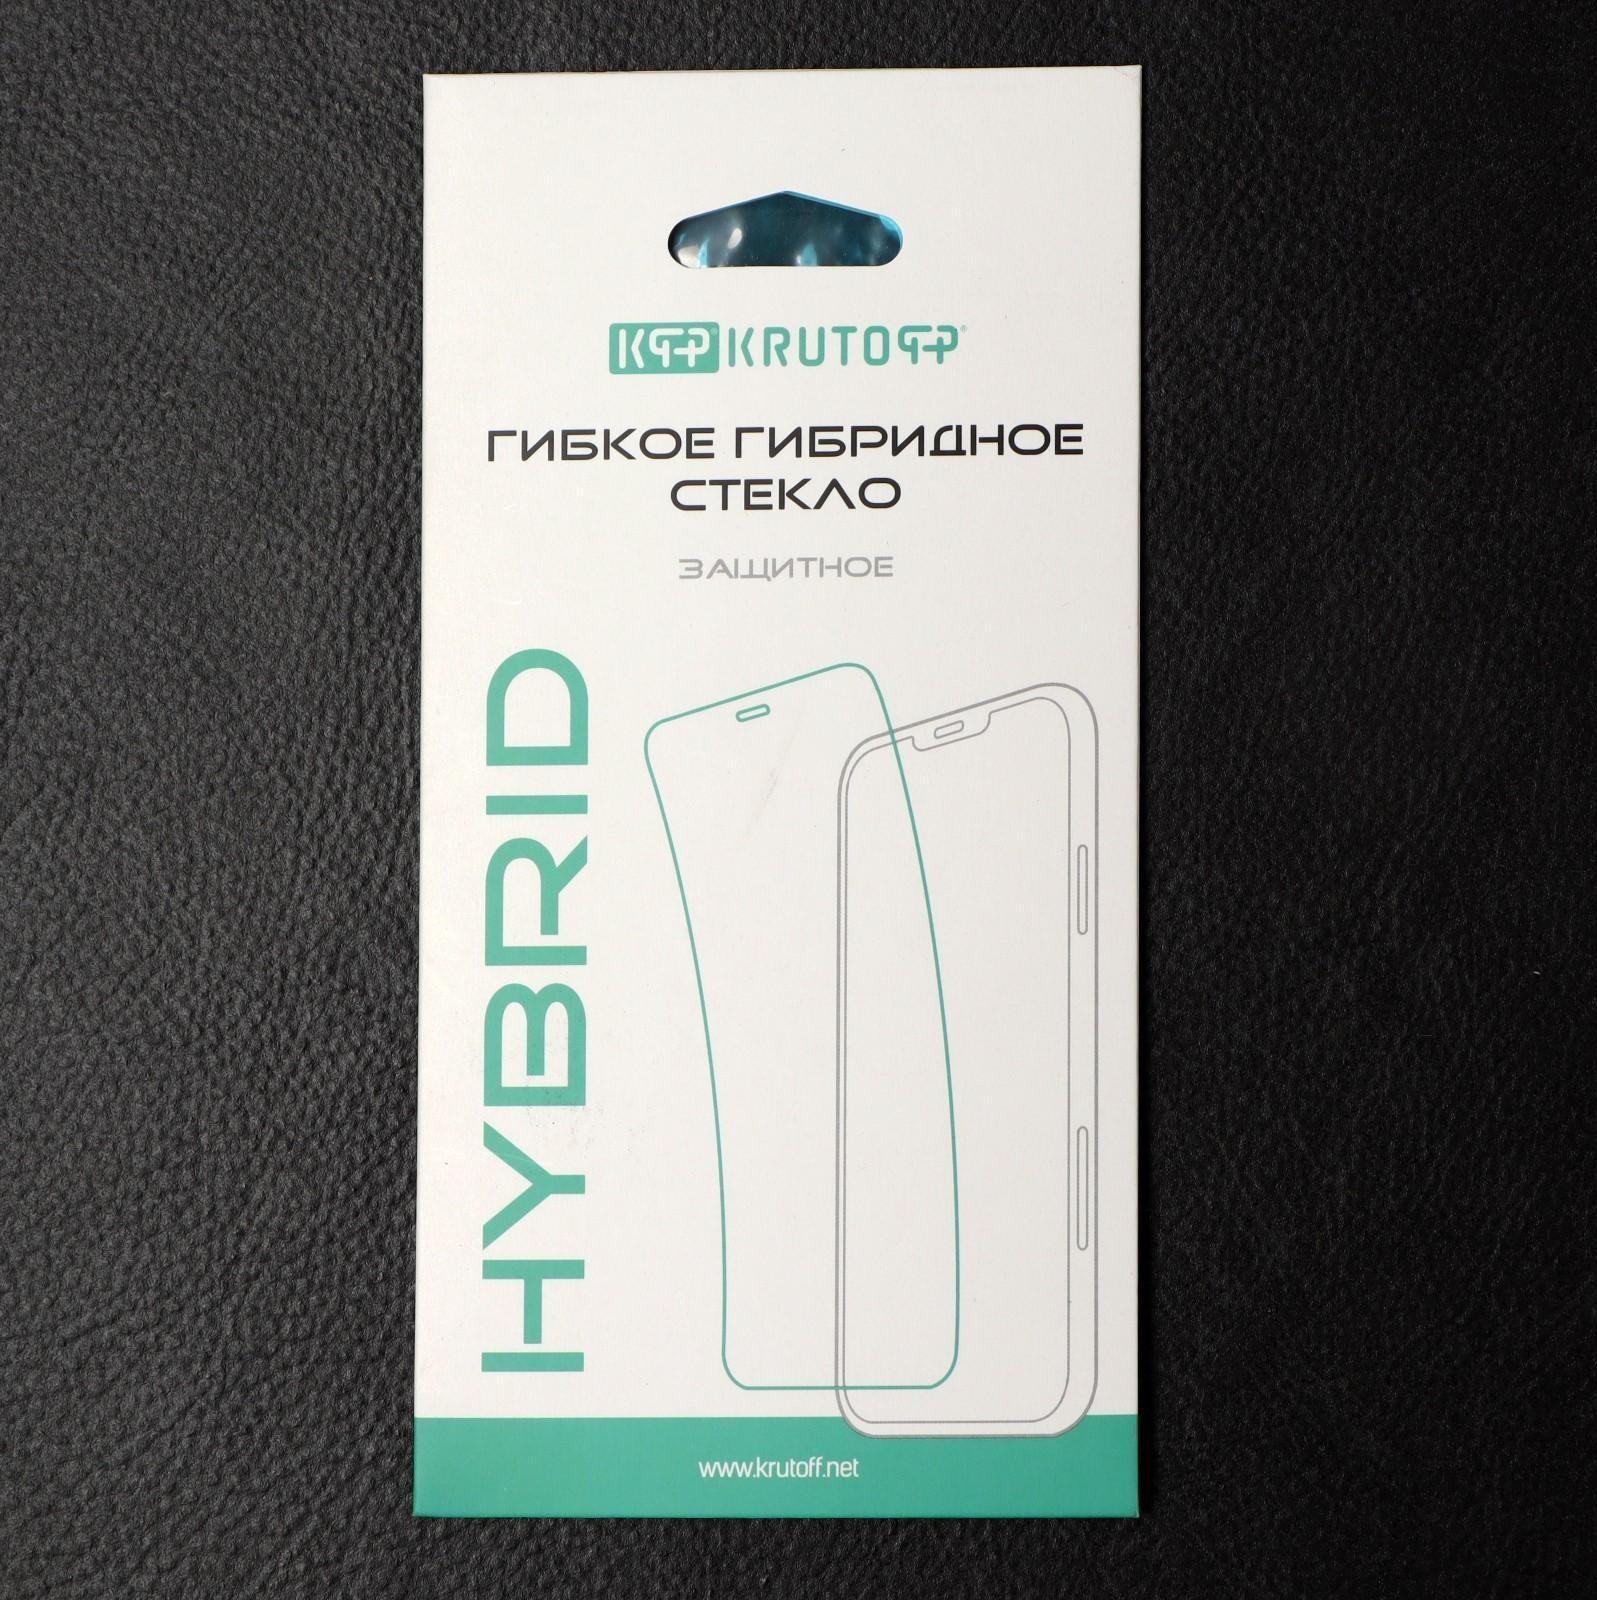 KFF® KRUTOFF®
ГИБКОЕ ГИБРИДНОЕ
СТЕКЛО
ЗАЩИТНОЕ
HYBRID
www.krutoff.net